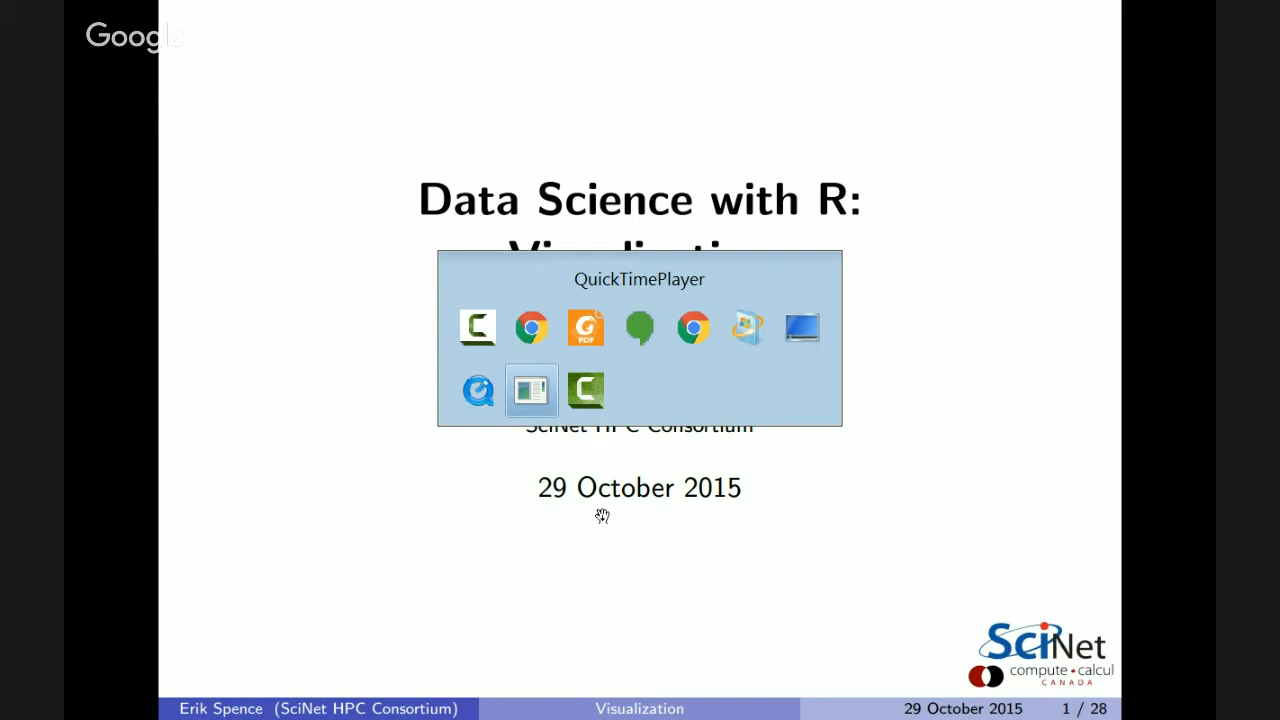 Google
Data Science with R:
QuickTimePlayer
PDF
SciNet HPC Consortium
29 October 2015
SciNet
compute • calcul
CANADA
Erik Spence (SciNet HPC Consortium)
Visualization
29 October 2015
1 / 28